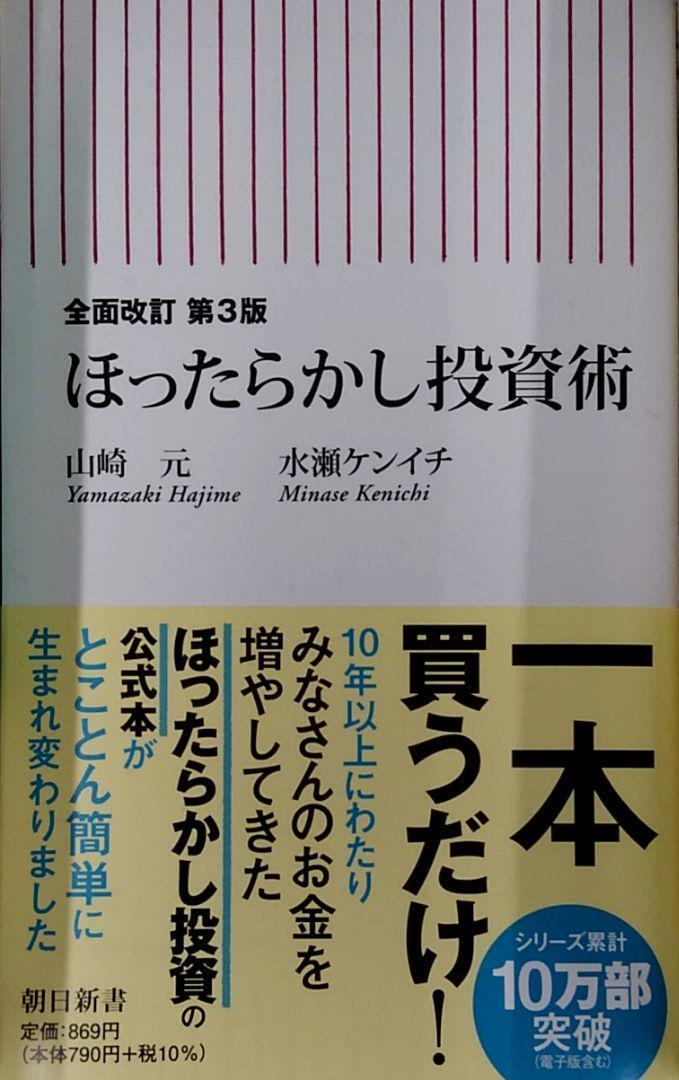 全面改訂 第3版
ほったらかし投資術
山崎 元 水瀬ケンイチ
Yamazaki Hajime Minase Kenichi
一本
買うだけ!
10年以上にわたり
みなさんのお金を
増やしてきた
ほったらかし投資の
公式本が
とことん簡単に
生まれ変わりました
シリーズ累計
10万部
突破
(電子版含む)
朝日新書
定価:869円
(本体790円+税10%)